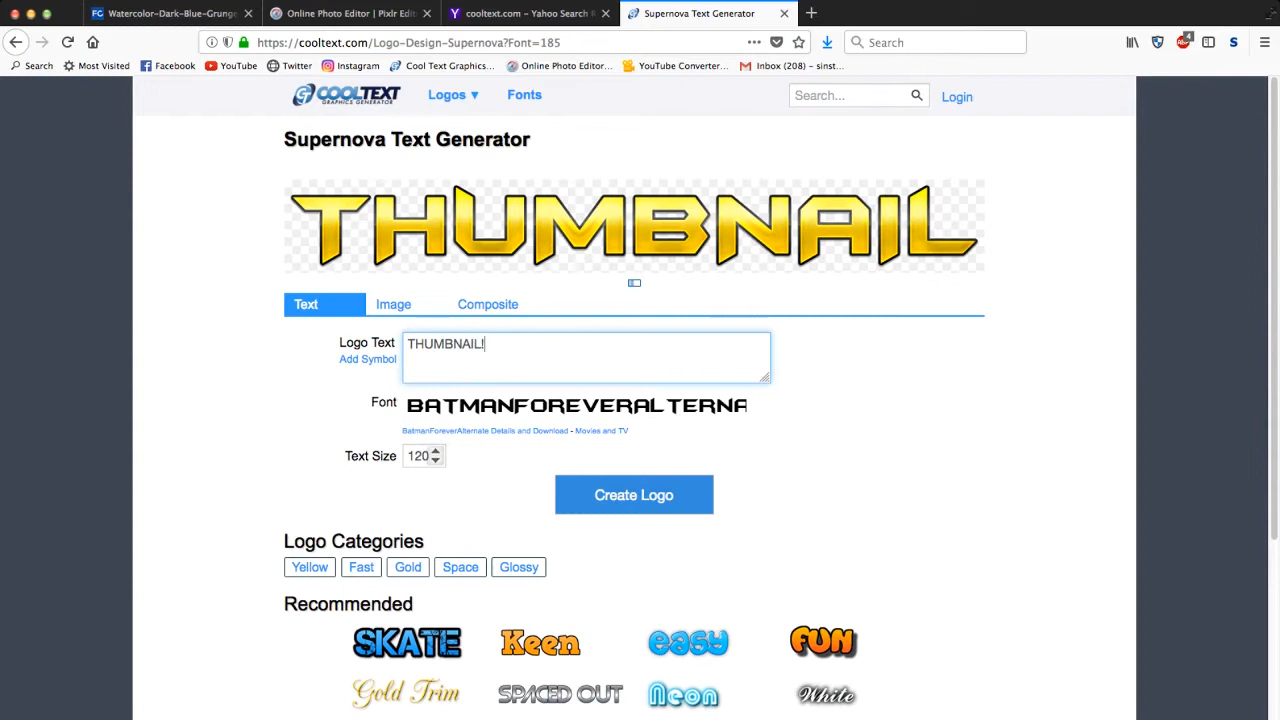 Watercolor-Dark-Blue-Grunge
Online Photo Editor | Pixlr Edit
cooltext.com - Yahoo Search R
Supernova Text Generator
https://cooltext.com/Logo-Design-Supernova?Font=185
Search
4
Search
Most Visited
Facebook
YouTube
Twitter
Instagram
Cool Text Graphics...
Online Photo Editor...
YouTube Converter...
Inbox (208) – sinst...
COOLTEXT
GRAPHICS GENERATOR
Logos ▼
Fonts
Search...
Login
Supernova Text Generator
THUMBNAIL
Text
Image
Composite
Logo Text
THUMBNAIL!
Add Symbol
Font
BATMANFOREVERALTERNA
BatmanForeverAlternate Details and Download - Movies and TV
Text Size
120
Create Logo
Logo Categories
Yellow
Fast
Gold
Space
Glossy
Recommended
SKATE
Keen
easy
FUN
Gold Trim
SPACED OUT
Neon
White